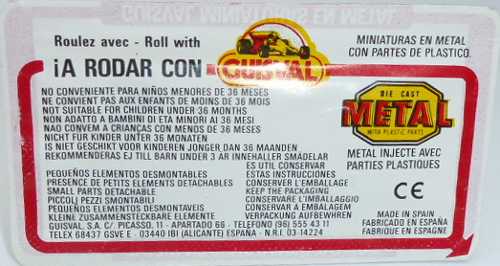 GUISVAL MINIATURAS EN METAL
Roulez avec - Roll with
¡A RODAR CON
GUISVAL
MINIATURAS EN METAL
CON PARTES DE PLASTICO.
NO CONVENIENTE PARA NIÑOS MENORES DE 36 MESES
NE CONVIENT PAS AUX ENFANTS DE MOINS DE 36 MOIS
NOT SUITABLE FOR CHILDREN UNDER 36 MONTHS
NON ADATTO A BAMBINI DI ETA MINORI AI 36 MESI
NAO CONVEM A CRIANÇAS CON MENOS DE 36 MESES
NICHT FÜR KINDER UNTER 36 MONATEN
IS NIET GESCHIKT VOOR KINDEREN JONGER DAN 36 MAANDEN
REKOMMENDERAS EJ TILL BARN UNDER 3 AR INNEHALLER SMADELAR
DIE CAST
METAL
WITH PLASTIC PARTS
METAL INJECTE AVEC
PARTIES PLASTIQUES
ES UTIL CONSERVAR
PEQUEÑOS ELEMENTOS DESMONTABLES ESTAS INSTRUCCIONES
PRESENCE DE PETITS ELEMENTS DETACHABLES CONSERVER L'EMBALLAGE
SMALL PARTS DETACHABLE KEEP THE PACKAGING
PICCOLI PEZZI SMONTABILI CONSERVARE L'IMBALLAGGIO
PEQUENOS ELEMENTOS DESMONTAVEIS CONSERVAR A EMBALAGEM
KLEINE ZUSAMMENSTECKBARE ELEMENTE VERPACKUNG AUFBEWHREN
GUISVAL, S.A. C/ PICASSO, 11 - APARTADO 66 - TELEFONO (96) 555 43 11
TELEX 68437 GSVE E - 03440 IBI (ALICANTE) ESPAÑA - N.R.I. 03-14224
CE
MADE IN SPAIN
FABRICADO EN ESPAÑA
FABRIQUE EN ESPAGNE